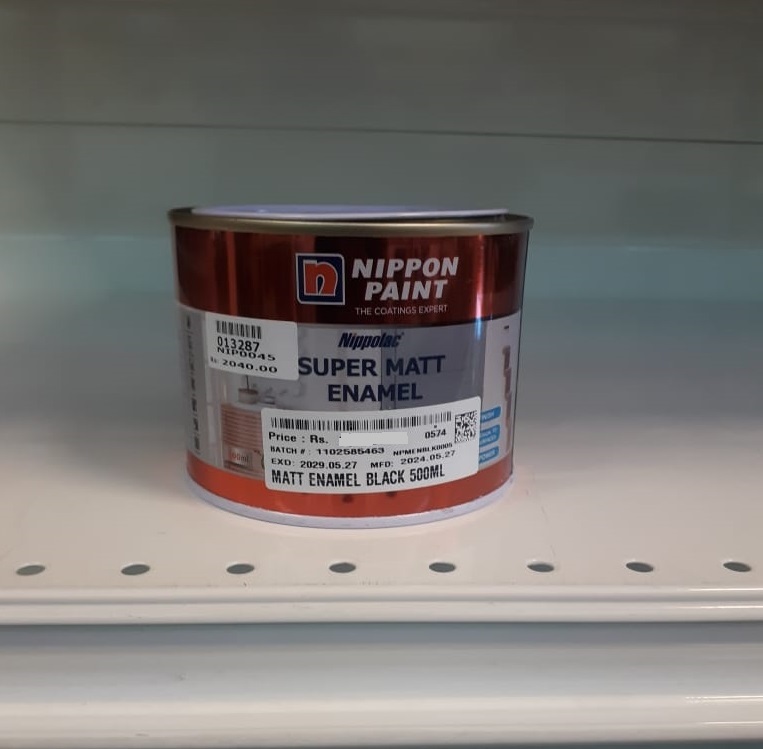 n
NIPPON
PAINT
THE COATINGS EXPERT
Nippolac
SUPER MATT
ENAMEL
013287
NIP0045
Rs. 2040.00
Price : Rs.
0574
BATCH # : 1102585463 NPMENBLK0005
EXD: 2029.05.27 MFD: 2024.05.27
MATT ENAMEL BLACK 500ML